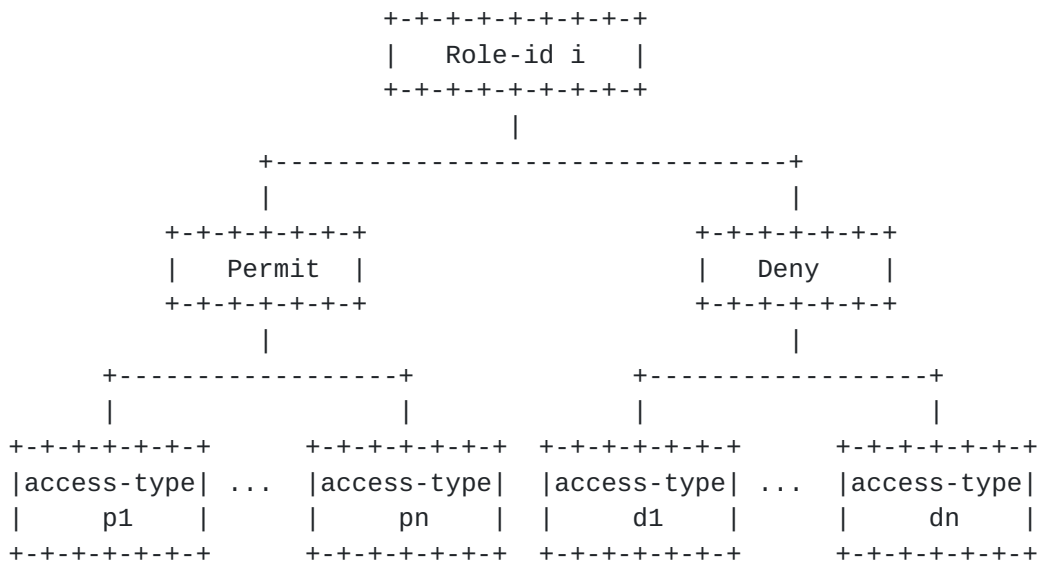 Role-id i
Permit Deny
access-type ... access-type access-type ... access-type
p1 pn d1 dn